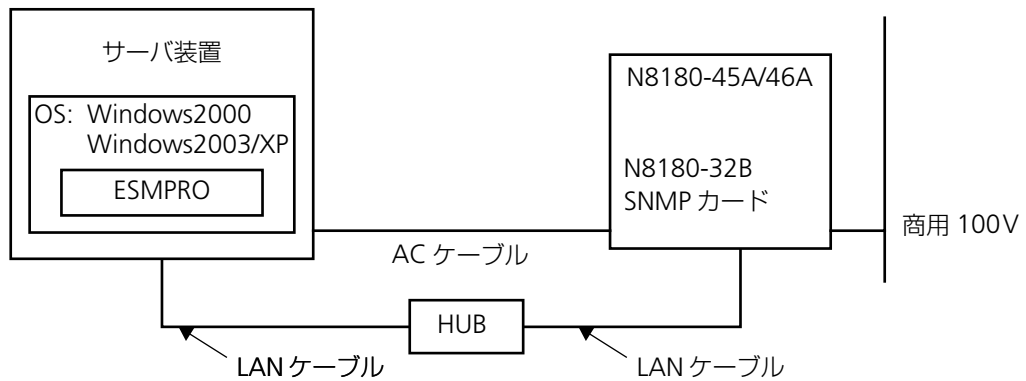 サーバ装置
OS: Windows2000
Windows2003/XP
ESMPRO
N8180-45A/46A
N8180-32B
SNMP カード
商用 100V
AC ケーブル
HUB
LAN ケーブル
LAN ケーブル